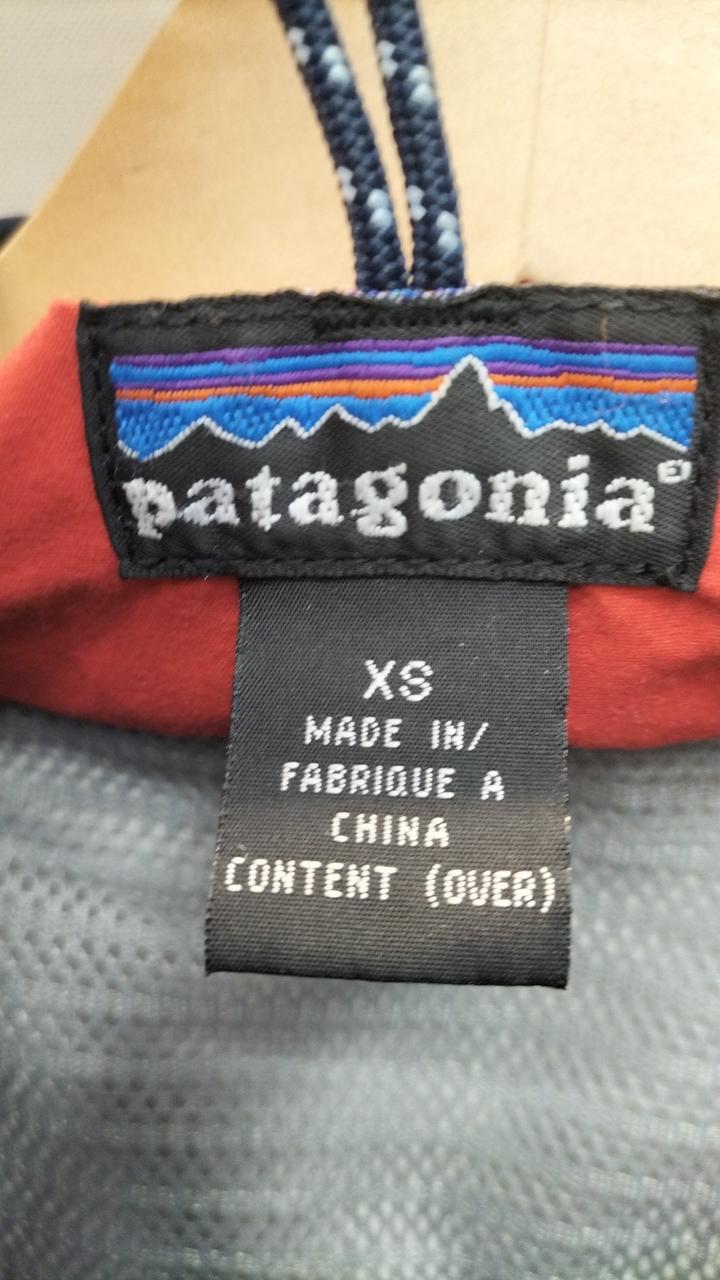 patagonia®
XS
MADE IN/
FABRIQUE A
CHINA
CONTENT (OVER)